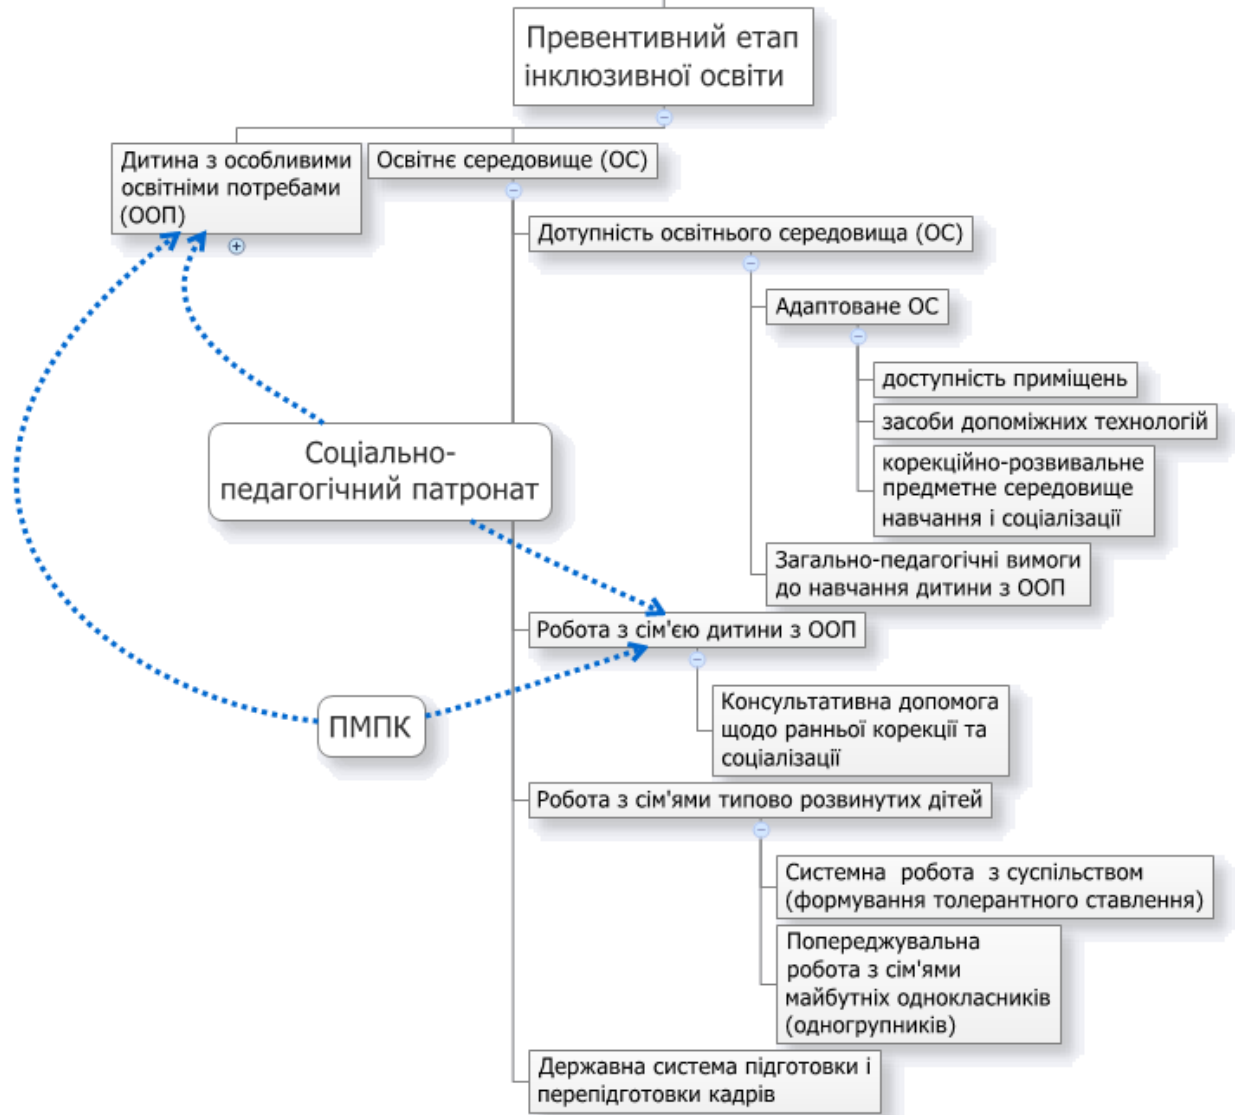 Превентивний етап
інклюзивної освіти
Дитина з особливими
освітніми потребами
(ООП)
Освітнє середовище (ОС)
Дотупність освітнього середовища (ОС)
Адаптоване ОС
доступність приміщень
засоби допоміжних технологій
корекційно-розвивальне
предметне середовище
навчання і соціалізації
Загально-педагогічні вимоги
до навчання дитини з ООП
Соціально-
педагогічний патронат
Робота з сім'єю дитини з ООП
Консультативна допомога
щодо ранньої корекції та
соціалізації
ПМПК
Робота з сім'ями типово розвинутих дітей
Системна робота з суспільством
(формування толерантного ставлення)
Попереджувальна
робота з сім'ями
майбутніх однокласників
(одногрупників)
Державна система підготовки і
перепідготовки кадрів